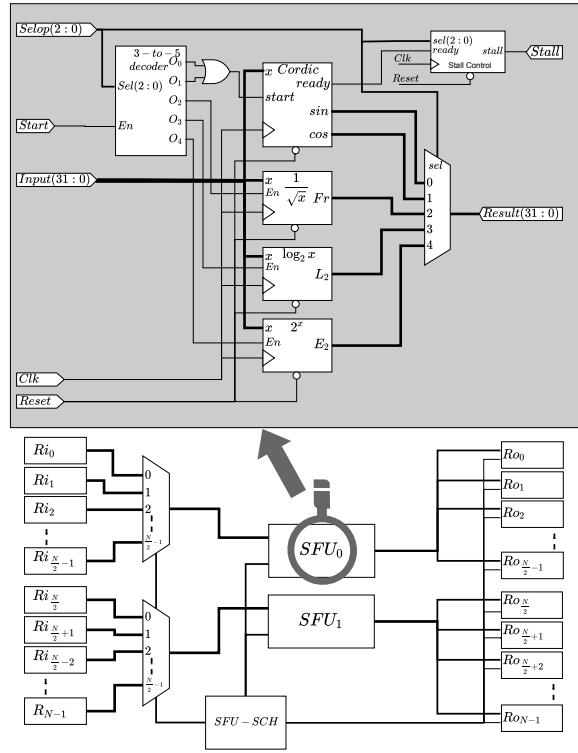 Selop(2 : 0)
3 − to − 5
decoder
Sel(2 : 0)
En
O0
O1
O2
O3
O4
Start
Input(31 : 0)
x Cordic
ready
start
sin
cos
x 1/√x
En
Fr
x log2 x
En
L2
x 2^x
En
E2
sel(2 : 0)
ready
stall
Stall Control
Clk
Reset
Stall
sel
0
1
2
3
4
Result(31 : 0)
Clk
Reset
Ri0
Ri1
Ri2
Ri N/2 −1
0
1
2
N/2 −1
SFU0
Ro0
Ro1
Ro2
Ro N/2 −1
Ri N/2
Ri N/2 +1
Ri N/2 −2
RN−1
0
1
2
N/2 −1
SFU1
SFU − SCH
Ro N/2
Ro N/2 +1
Ro N/2 +2
RoN−1